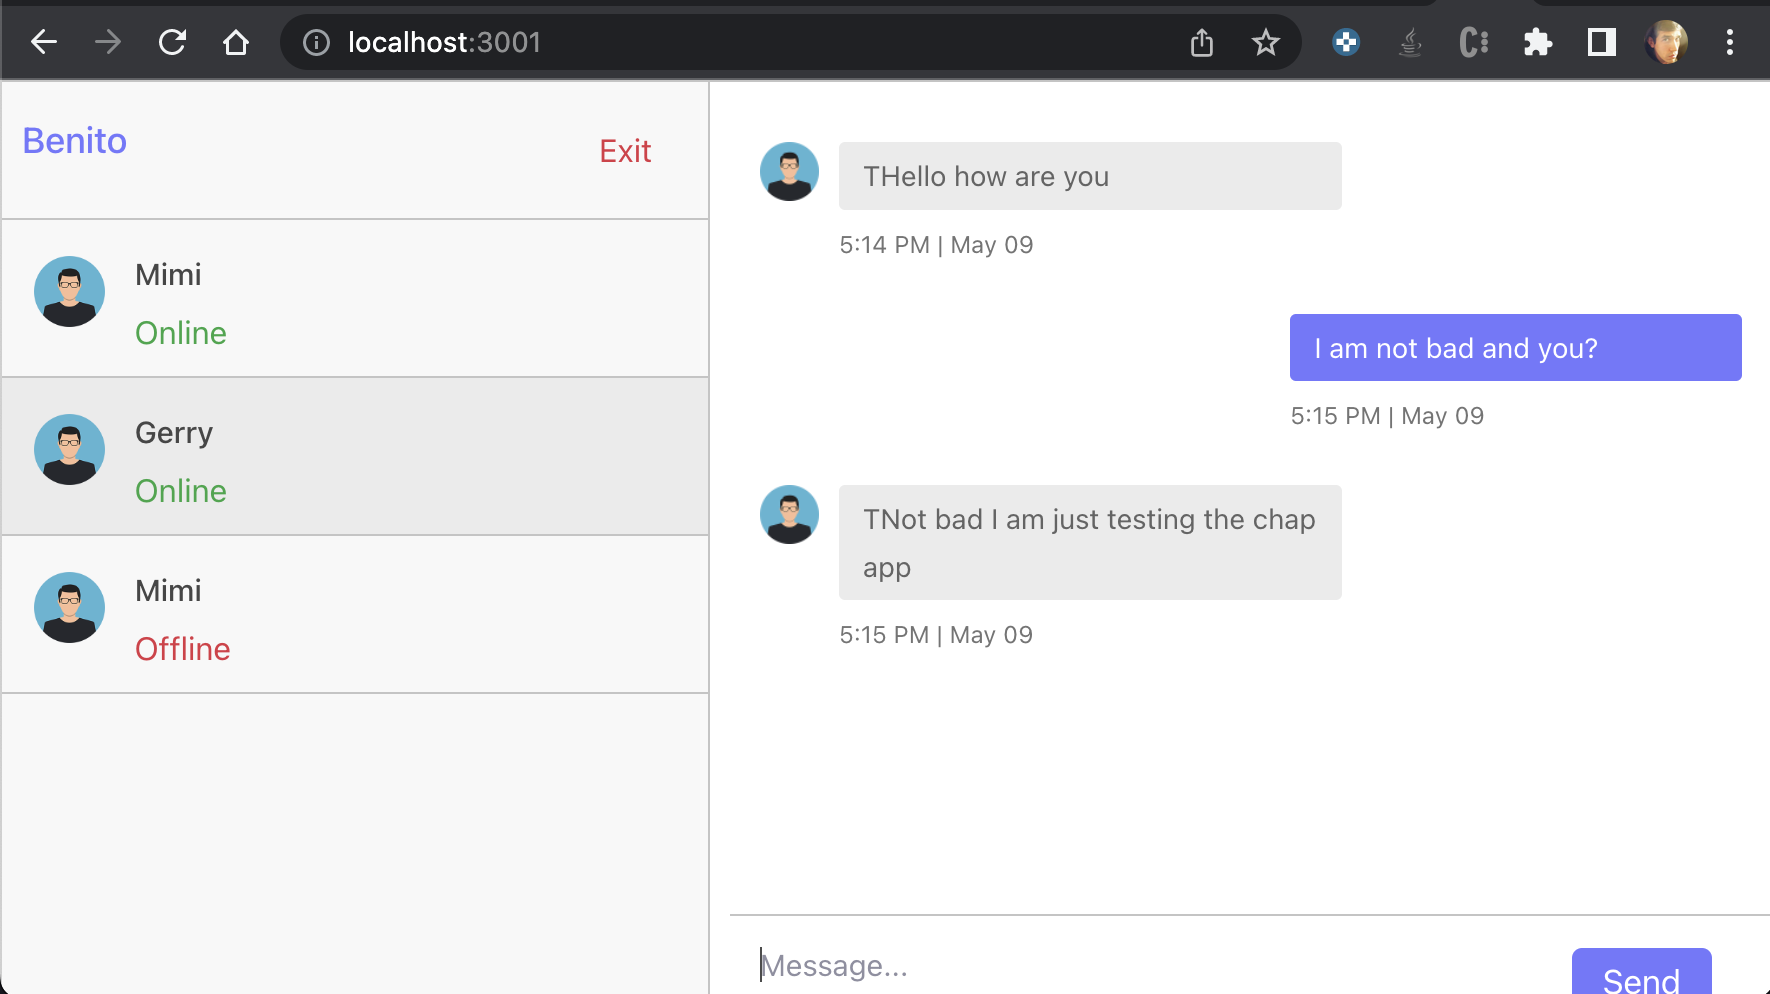 localhost:3001
Benito
Exit
Mimi
Online
Gerry
Online
Mimi
Offline
THello how are you
5:14 PM | May 09
I am not bad and you?
5:15 PM | May 09
TNot bad I am just testing the chap
app
5:15 PM | May 09
Message...
Send